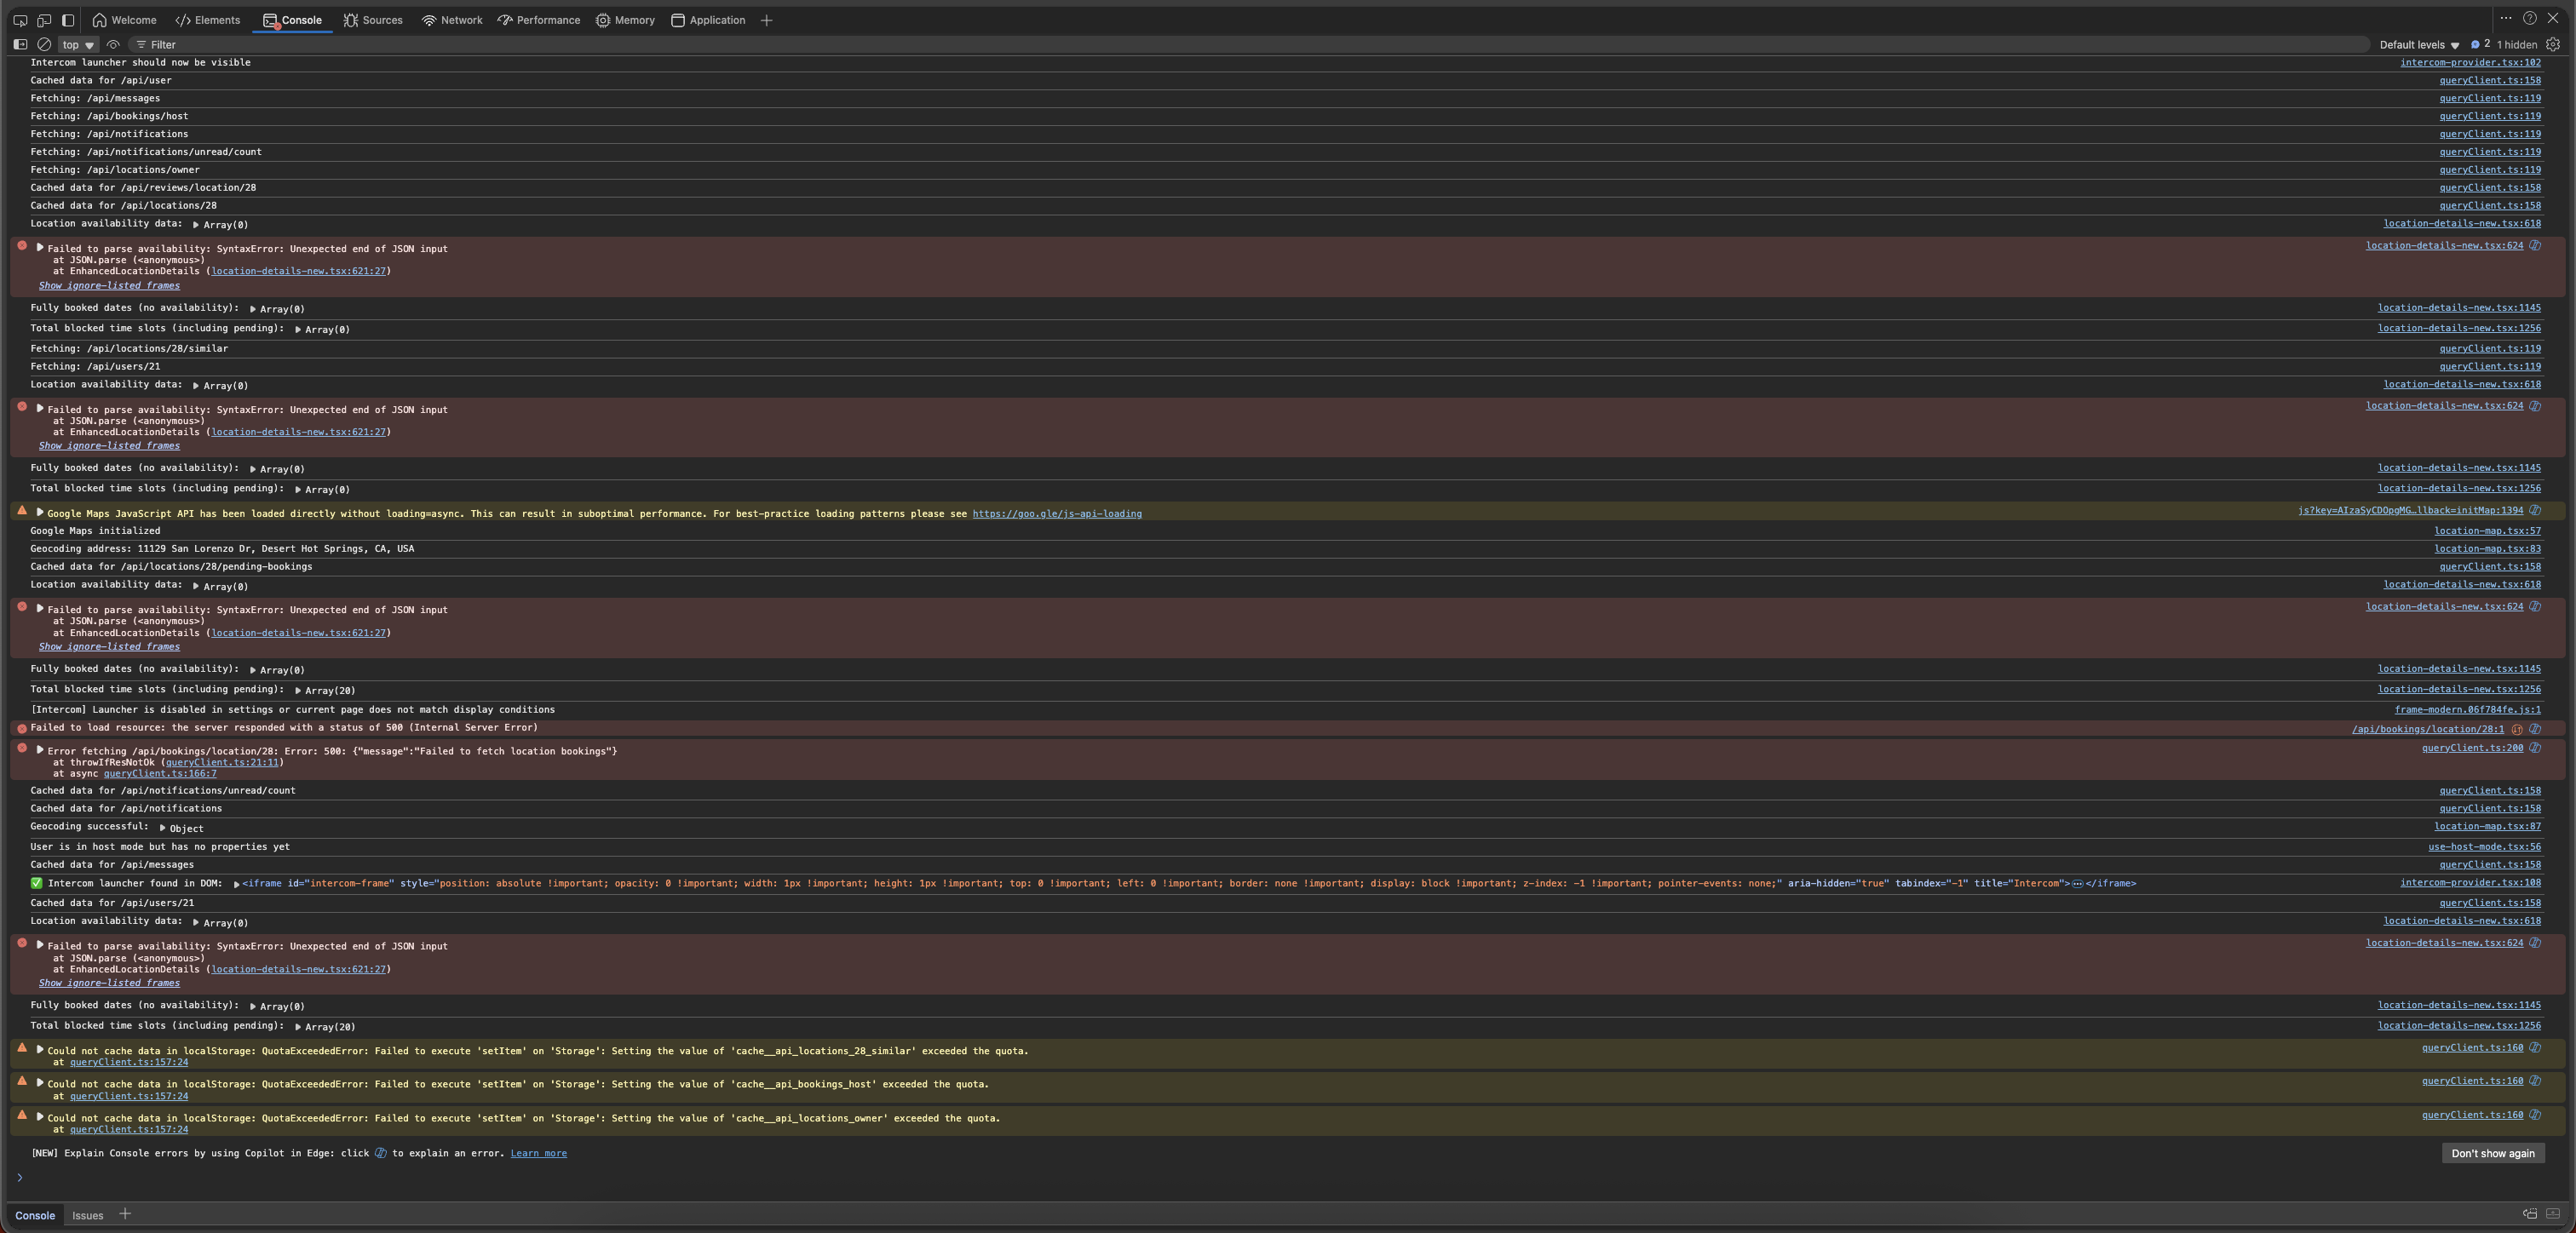 Welcome Elements Console Sources Network Performance Memory Application
top Filter Default levels 2 1 hidden
Intercom launcher should now be visible intercom-provider.tsx:102
Cached data for /api/user queryClient.ts:158
Fetching: /api/messages queryClient.ts:119
Fetching: /api/bookings/host queryClient.ts:119
Fetching: /api/notifications queryClient.ts:119
Fetching: /api/notifications/unread/count queryClient.ts:119
Fetching: /api/locations/owner queryClient.ts:119
Cached data for /api/reviews/location/28 queryClient.ts:158
Cached data for /api/locations/28 queryClient.ts:158
Location availability data: ▶ Array(0) location-details-new.tsx:618
▶ Failed to parse availability: SyntaxError: Unexpected end of JSON input location-details-new.tsx:624
at JSON.parse (<anonymous>)
at EnhancedLocationDetails (location-details-new.tsx:621:27)
Show ignore-listed frames
Fully booked dates (no availability): ▶ Array(0) location-details-new.tsx:1145
Total blocked time slots (including pending): ▶ Array(0) location-details-new.tsx:1256
Fetching: /api/locations/28/similar queryClient.ts:119
Fetching: /api/users/21 queryClient.ts:119
Location availability data: ▶ Array(0) location-details-new.tsx:618
▶ Failed to parse availability: SyntaxError: Unexpected end of JSON input location-details-new.tsx:624
at JSON.parse (<anonymous>)
at EnhancedLocationDetails (location-details-new.tsx:621:27)
Show ignore-listed frames
Fully booked dates (no availability): ▶ Array(0) location-details-new.tsx:1145
Total blocked time slots (including pending): ▶ Array(0) location-details-new.tsx:1256
▶ Google Maps JavaScript API has been loaded directly without loading=async. This can result in suboptimal performance. For best-practice loading patterns please see https://goo.gle/js-api-loading js?key=AIzaSyCDOpgMG…llback=initMap:1394
Google Maps initialized location-map.tsx:57
Geocoding address: 11129 San Lorenzo Dr, Desert Hot Springs, CA, USA location-map.tsx:83
Cached data for /api/locations/28/pending-bookings queryClient.ts:158
Location availability data: ▶ Array(0) location-details-new.tsx:618
▶ Failed to parse availability: SyntaxError: Unexpected end of JSON input location-details-new.tsx:624
at JSON.parse (<anonymous>)
at EnhancedLocationDetails (location-details-new.tsx:621:27)
Show ignore-listed frames
Fully booked dates (no availability): ▶ Array(0) location-details-new.tsx:1145
Total blocked time slots (including pending): ▶ Array(20) location-details-new.tsx:1256
[Intercom] Launcher is disabled in settings or current page does not match display conditions frame-modern.06f784fe.js:1
Failed to load resource: the server responded with a status of 500 (Internal Server Error) /api/bookings/location/28:1
▶ Error fetching /api/bookings/location/28: Error: 500: {"message":"Failed to fetch location bookings"} queryClient.ts:200
at throwIfResNotOk (queryClient.ts:21:11)
at async queryClient.ts:166:7
Cached data for /api/notifications/unread/count queryClient.ts:158
Cached data for /api/notifications queryClient.ts:158
Geocoding successful: ▶ Object location-map.tsx:87
User is in host mode but has no properties yet use-host-mode.tsx:56
Cached data for /api/messages queryClient.ts:158
✅ Intercom launcher found in DOM: ▶ <iframe id="intercom-frame" style="position: absolute !important; opacity: 0 !important; width: 1px !important; height: 1px !important; top: 0 !important; left: 0 !important; border: none !important; display: block !important; z-index: -1 !important; pointer-events: none;" aria-hidden="true" tabindex="-1" title="Intercom">…</iframe> intercom-provider.tsx:108
Cached data for /api/users/21 queryClient.ts:158
Location availability data: ▶ Array(0) location-details-new.tsx:618
▶ Failed to parse availability: SyntaxError: Unexpected end of JSON input location-details-new.tsx:624
at JSON.parse (<anonymous>)
at EnhancedLocationDetails (location-details-new.tsx:621:27)
Show ignore-listed frames
Fully booked dates (no availability): ▶ Array(0) location-details-new.tsx:1145
Total blocked time slots (including pending): ▶ Array(20) location-details-new.tsx:1256
▶ Could not cache data in localStorage: QuotaExceededError: Failed to execute 'setItem' on 'Storage': Setting the value of 'cache__api_locations_28_similar' exceeded the quota. queryClient.ts:160
at queryClient.ts:157:24
▶ Could not cache data in localStorage: QuotaExceededError: Failed to execute 'setItem' on 'Storage': Setting the value of 'cache__api_bookings_host' exceeded the quota. queryClient.ts:160
at queryClient.ts:157:24
▶ Could not cache data in localStorage: QuotaExceededError: Failed to execute 'setItem' on 'Storage': Setting the value of 'cache__api_locations_owner' exceeded the quota. queryClient.ts:160
at queryClient.ts:157:24
[NEW] Explain Console errors by using Copilot in Edge: click to explain an error. Learn more Don't show again
Console Issues